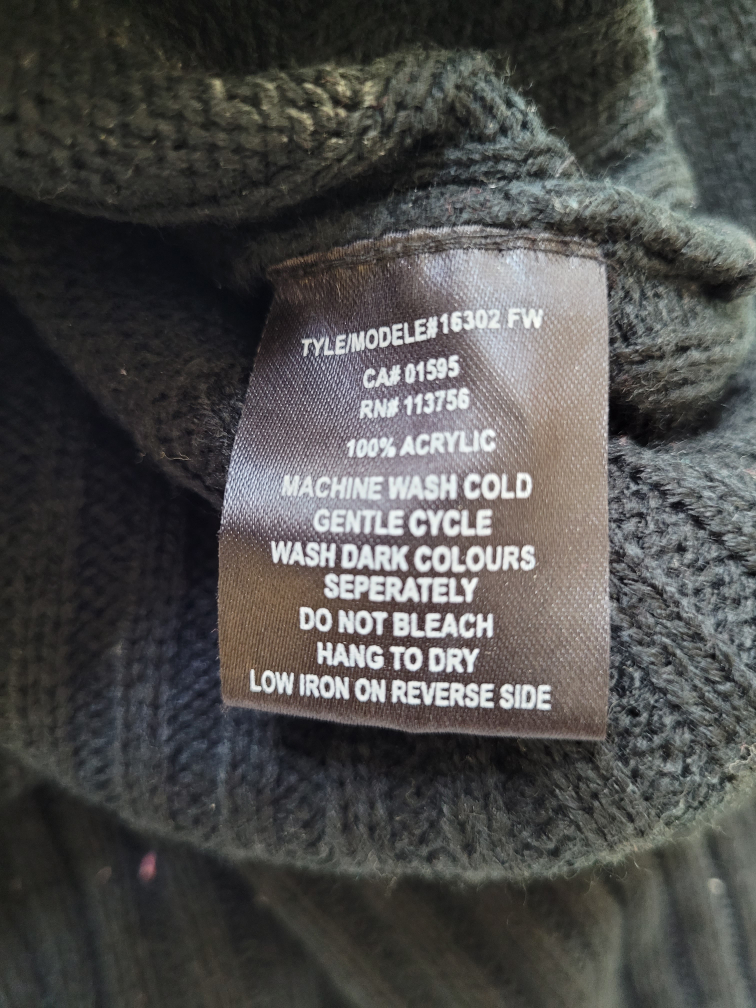 TYLE/MODELE#16302 FW
CA# 01595
RN# 113756
100% ACRYLIC
MACHINE WASH COLD
GENTLE CYCLE
WASH DARK COLOURS
SEPERATELY
DO NOT BLEACH
HANG TO DRY
LOW IRON ON REVERSE SIDE